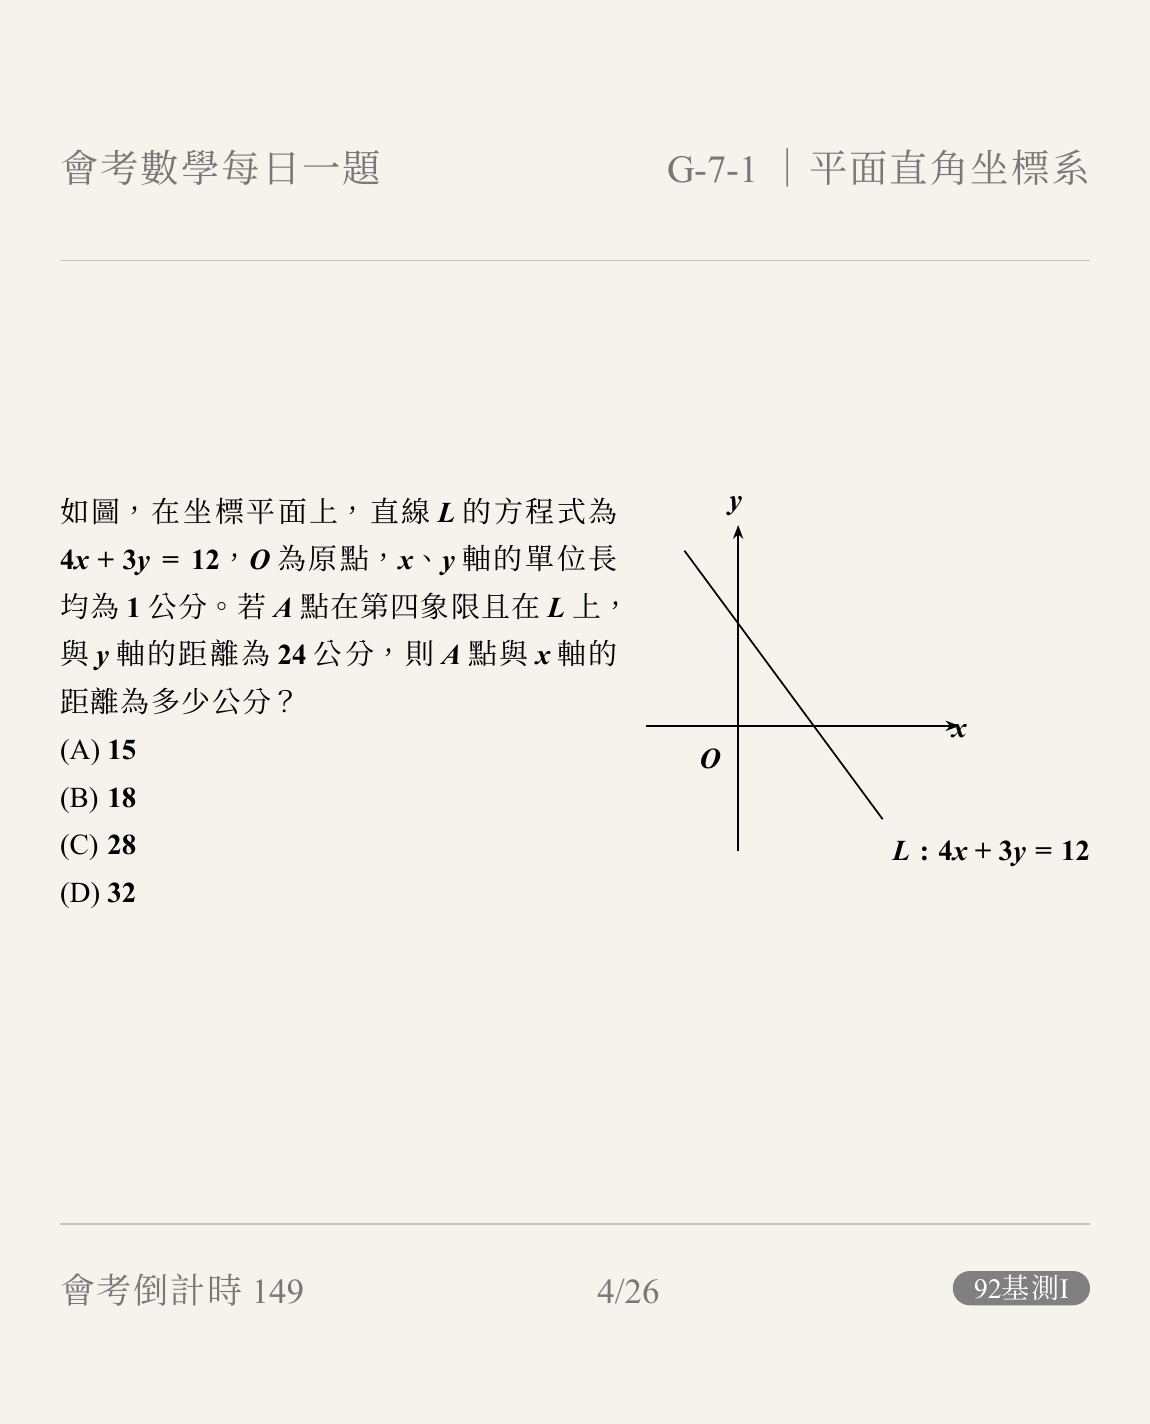 會考數學每日一題
G-7-1｜平面直角坐標系
如圖，在坐標平面上，直線 L 的方程式為
4x + 3y = 12，O 為原點，x、y 軸的單位長
均為 1 公分。若 A 點在第四象限且在 L 上，
與 y 軸的距離為 24 公分，則 A 點與 x 軸的
距離為多少公分？
(A) 15
(B) 18
(C) 28
(D) 32
y
x
O
L : 4x + 3y = 12
會考倒計時 149
4/26
92基測I